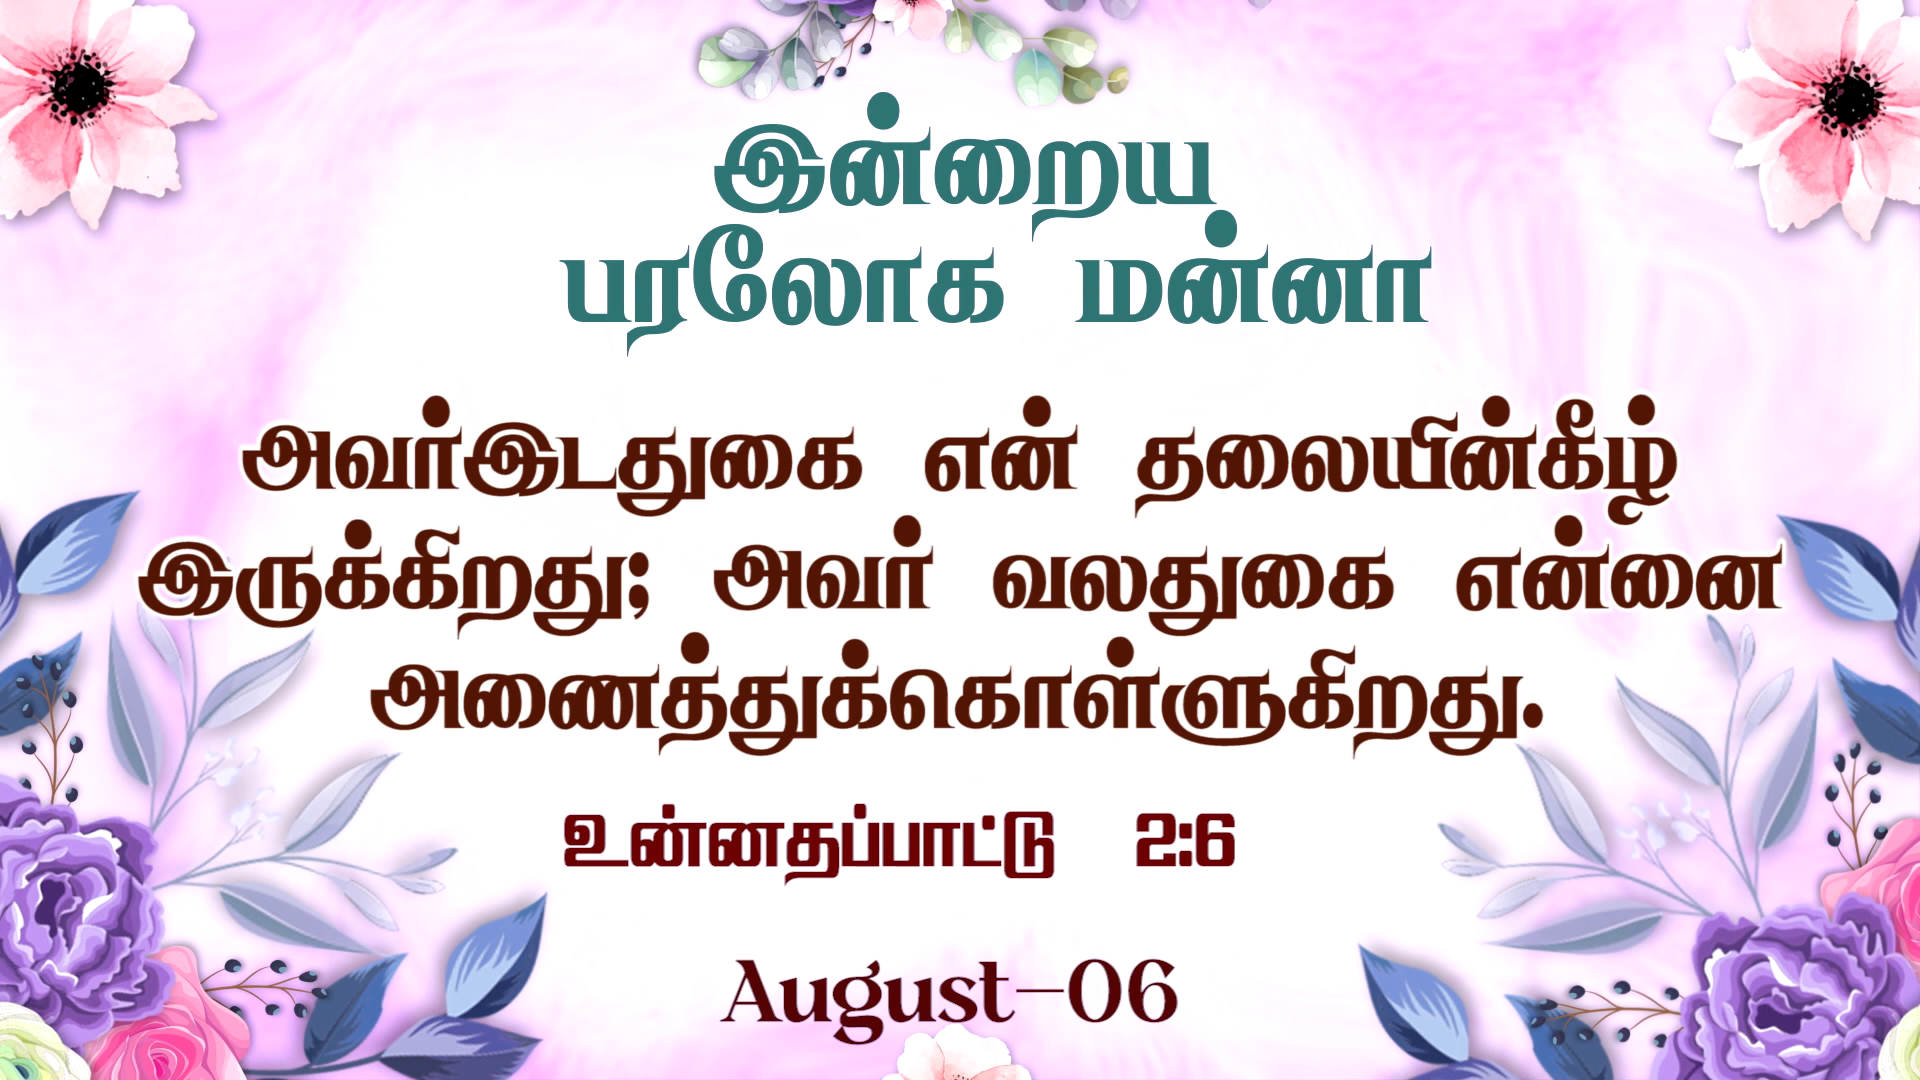 இன்றைய
பரலோக மன்னா
அவர்இடதுகை என் தலையின்கீழ்
இருக்கிறது; அவர் வலதுகை என்னை
அணைத்துக்கொள்ளுகிறது.
உன்னதப்பாட்டு 2:6
August-06